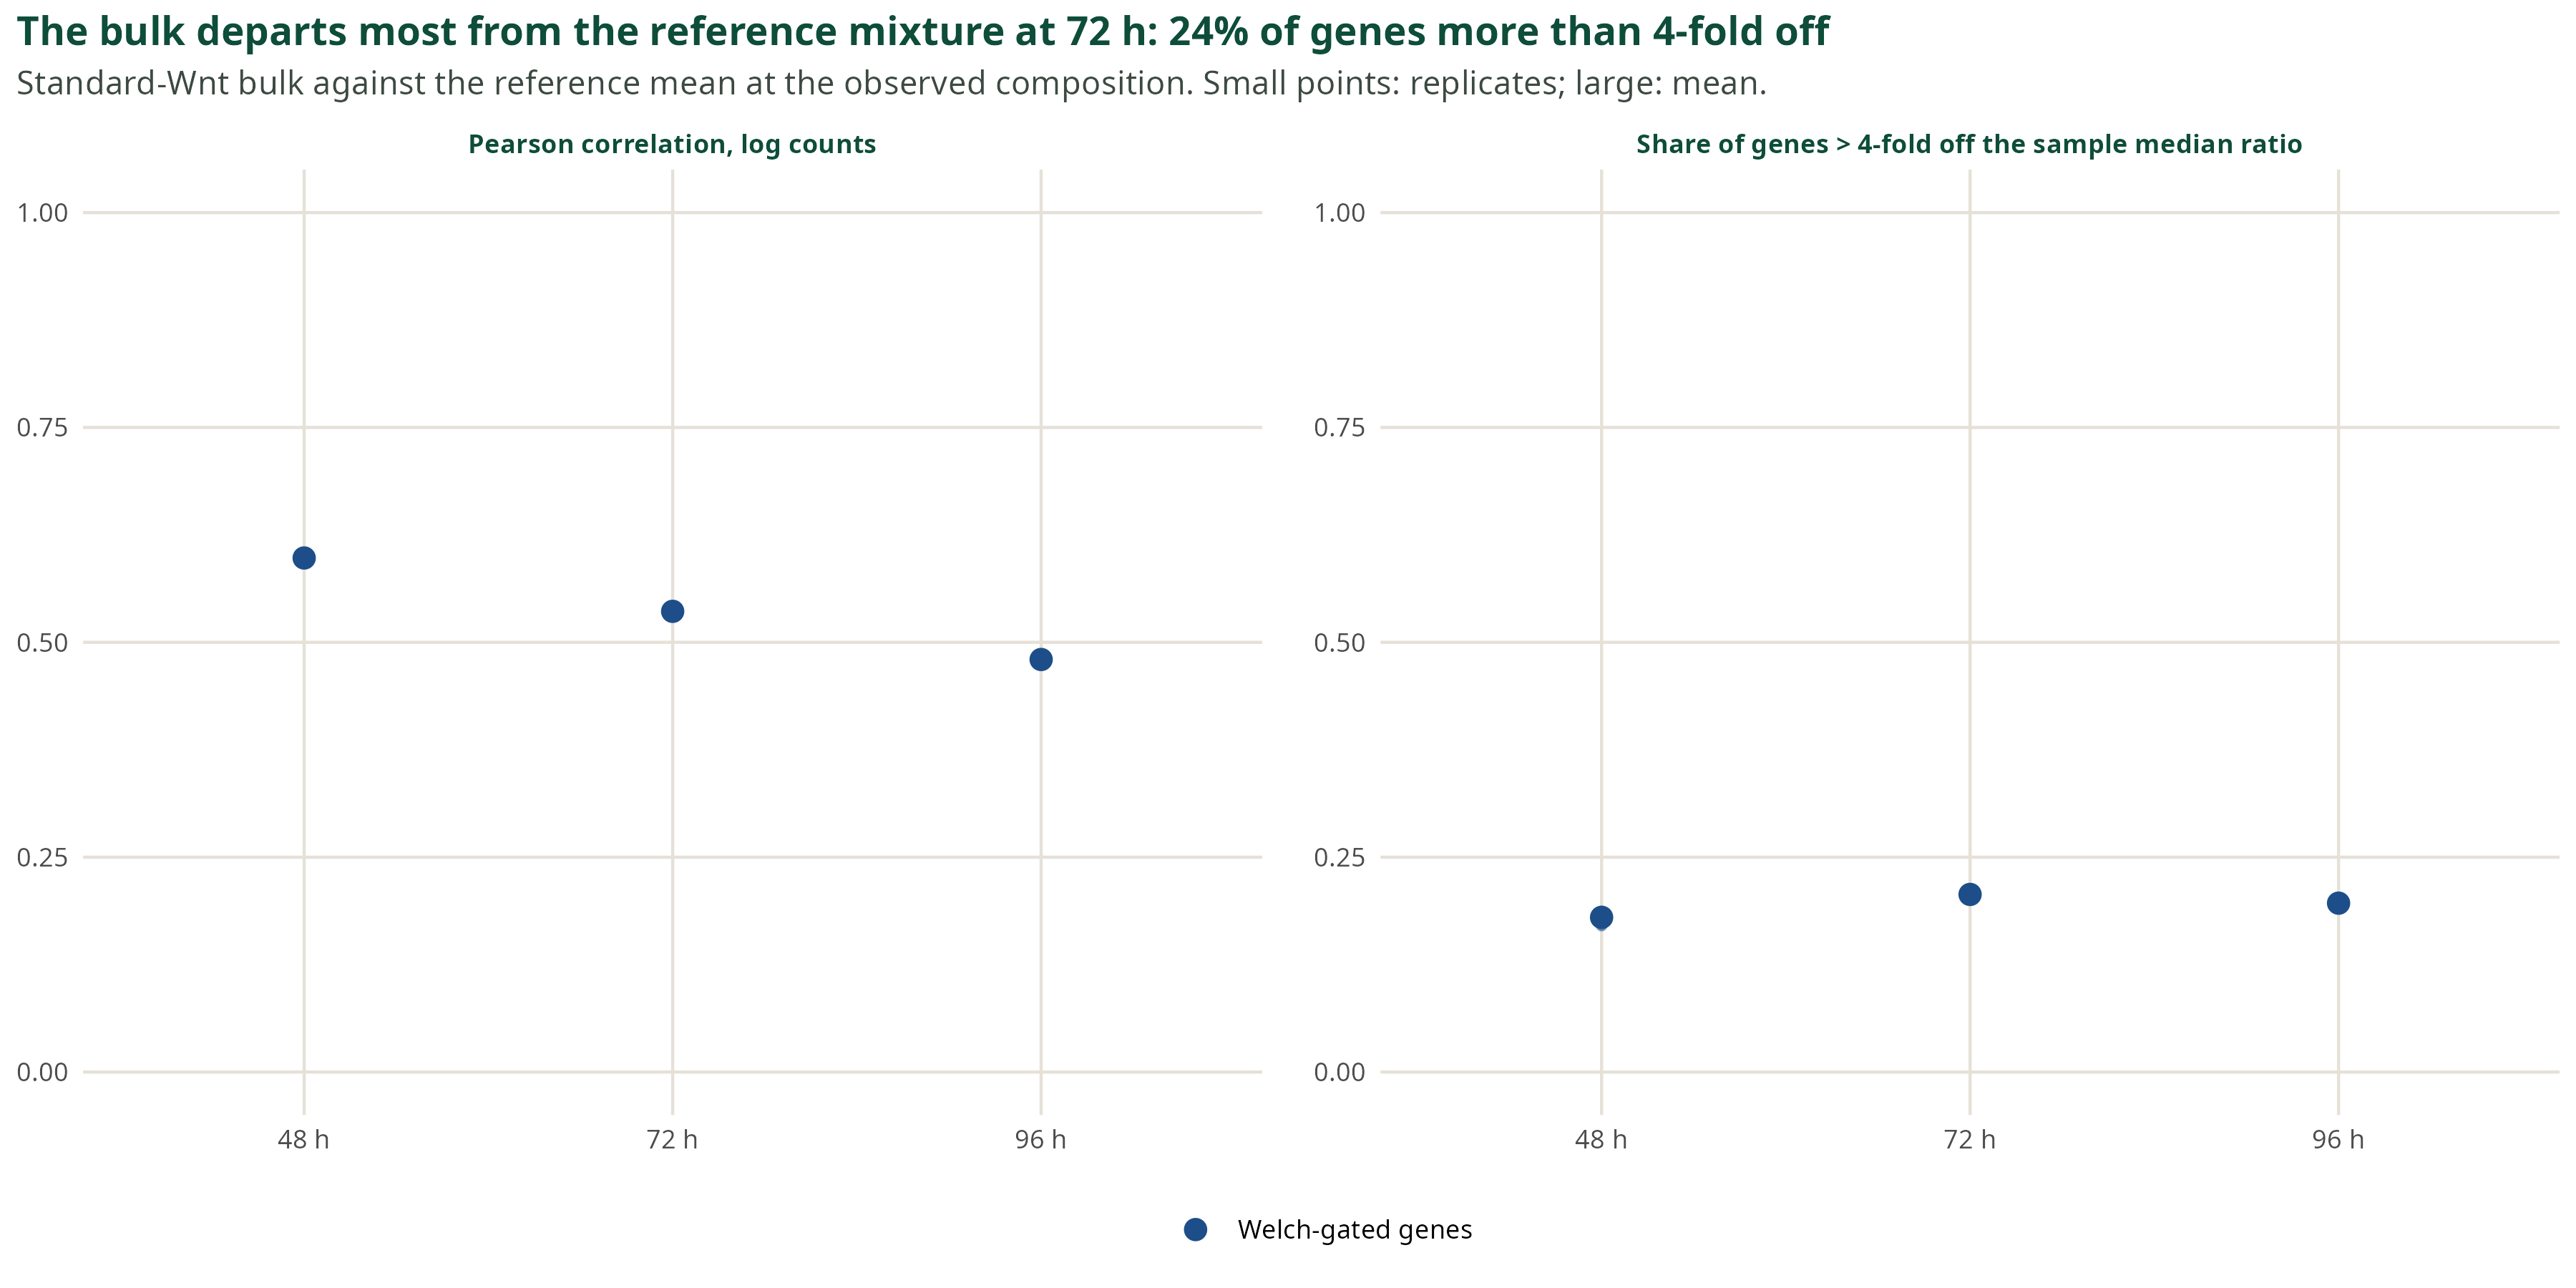 The bulk departs most from the reference mixture at 72 h: 24% of genes more than 4-fold off
Standard-Wnt bulk against the reference mean at the observed composition. Small points: replicates; large: mean.
Pearson correlation, log counts
1.00
0.75
0.50
0.25
0.00
48 h
72 h
96 h
Share of genes > 4-fold off the sample median ratio
1.00
0.75
0.50
0.25
0.00
48 h
72 h
96 h
Welch-gated genes